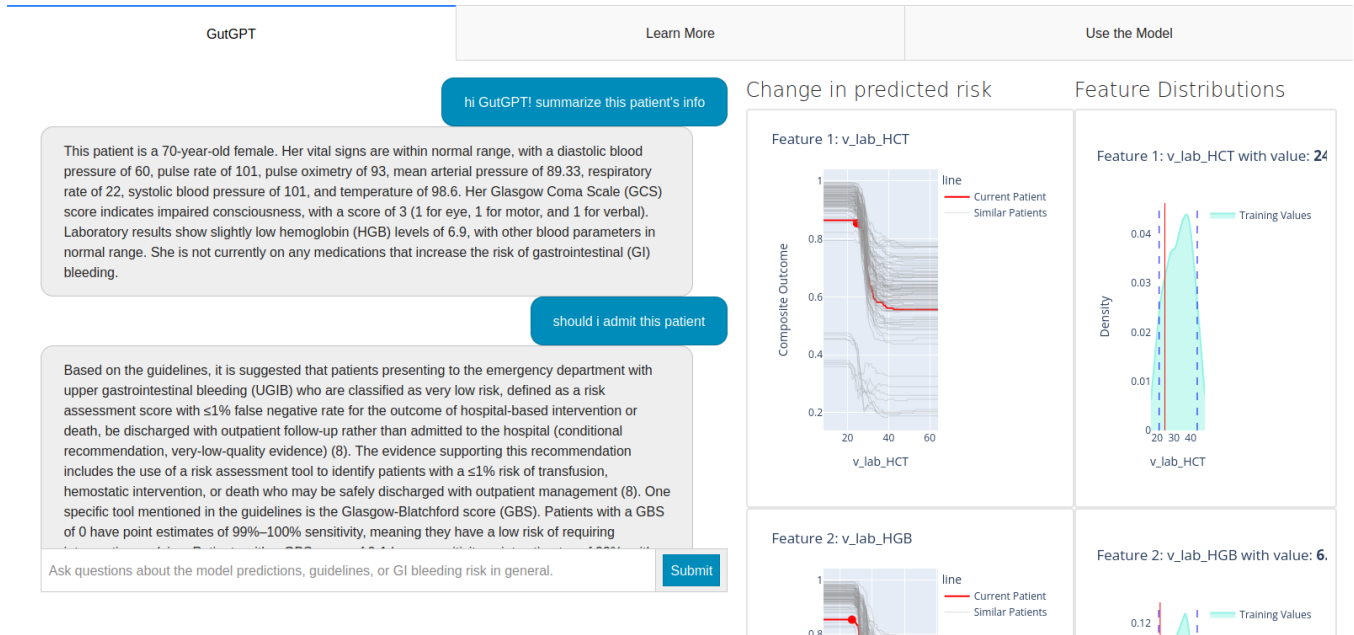 GutGPT
Learn More
Use the Model
hi GutGPT! summarize this patient's info
This patient is a 70-year-old female. Her vital signs are within normal range, with a diastolic blood
pressure of 60, pulse rate of 101, pulse oximetry of 93, mean arterial pressure of 89.33, respiratory
rate of 22, systolic blood pressure of 101, and temperature of 98.6. Her Glasgow Coma Scale (GCS)
score indicates impaired consciousness, with a score of 3 (1 for eye, 1 for motor, and 1 for verbal).
Laboratory results show slightly low hemoglobin (HGB) levels of 6.9, with other blood parameters in
normal range. She is not currently on any medications that increase the risk of gastrointestinal (GI)
bleeding.
should i admit this patient
Based on the guidelines, it is suggested that patients presenting to the emergency department with
upper gastrointestinal bleeding (UGIB) who are classified as very low risk, defined as a risk
assessment score with ≤1% false negative rate for the outcome of hospital-based intervention or
death, be discharged with outpatient follow-up rather than admitted to the hospital (conditional
recommendation, very-low-quality evidence) (8). The evidence supporting this recommendation
includes the use of a risk assessment tool to identify patients with a ≤1% risk of transfusion,
hemostatic intervention, or death who may be safely discharged with outpatient management (8). One
specific tool mentioned in the guidelines is the Glasgow-Blatchford score (GBS). Patients with a GBS
of 0 have point estimates of 99%–100% sensitivity, meaning they have a low risk of requiring
Ask questions about the model predictions, guidelines, or GI bleeding risk in general.
Submit
Change in predicted risk
Feature 1: v_lab_HCT
line
Current Patient
Similar Patients
Composite Outcome
1
0.8
0.6
0.4
0.2
20 40 60
v_lab_HCT
Feature 2: v_lab_HGB
line
Current Patient
Similar Patients
1
0.8
Feature Distributions
Feature 1: v_lab_HCT with value: 24
Training Values
Density
0.04
0.03
0.02
0.01
0
20 30 40
v_lab_HCT
Feature 2: v_lab_HGB with value: 6.
Training Values
0.12